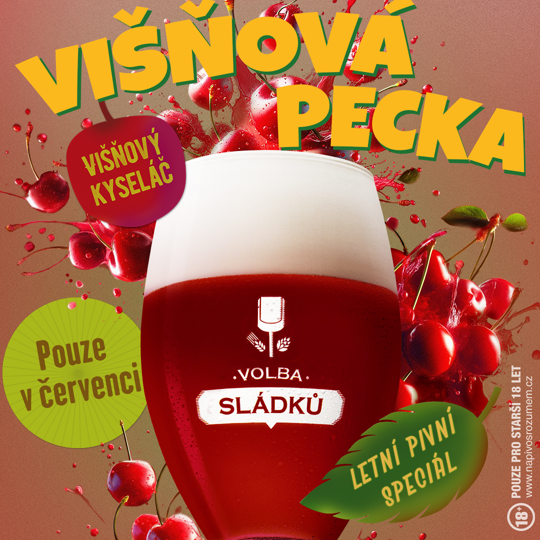 VIŠŇOVÁ
PECKA
VIŠŇOVÝ
KYSELÁČ
Pouze
v červenci
·VOLBA·
SLÁDKŮ
LETNÍ PIVNÍ
SPECIÁL
18+ POUZE PRO STARŠÍ 18 LET
www.napivosrozumem.cz